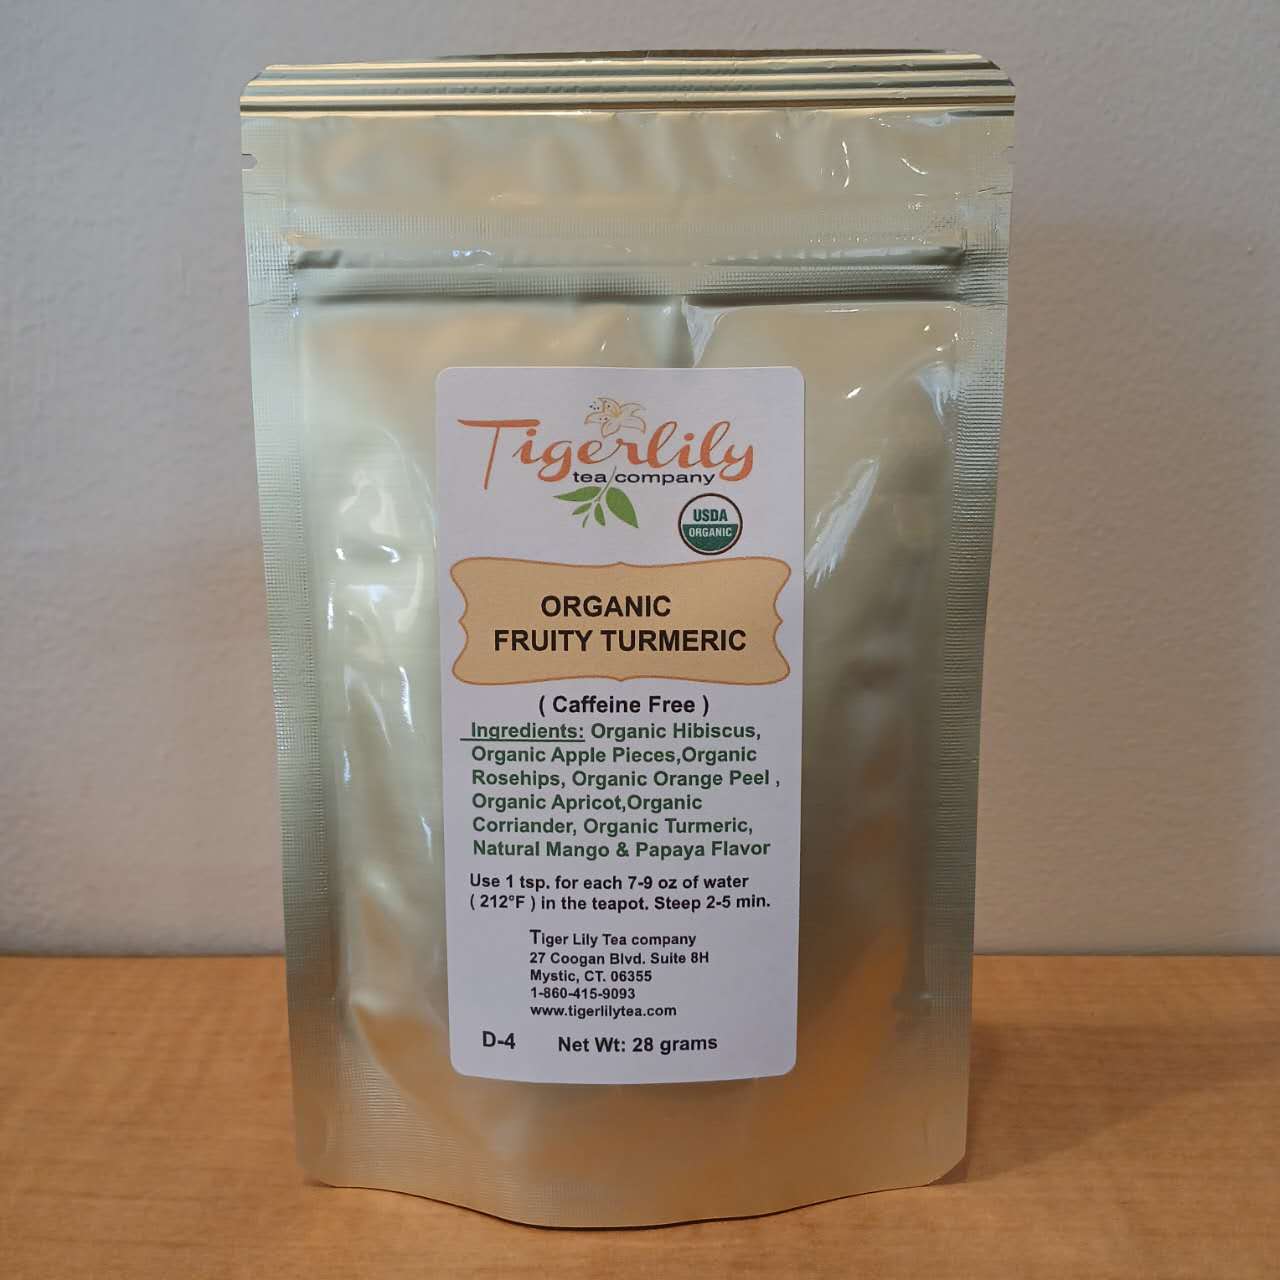 Tigerlily
tea company
USDA
ORGANIC
ORGANIC
FRUITY TURMERIC
( Caffeine Free )
Ingredients: Organic Hibiscus,
Organic Apple Pieces,Organic
Rosehips, Organic Orange Peel ,
Organic Apricot,Organic
Corriander, Organic Turmeric,
Natural Mango & Papaya Flavor
Use 1 tsp. for each 7-9 oz of water
( 212°F ) in the teapot. Steep 2-5 min.
Tiger Lily Tea company
27 Coogan Blvd. Suite 8H
Mystic, CT. 06355
1-860-415-9093
www.tigerlilytea.com
D-4 Net Wt: 28 grams